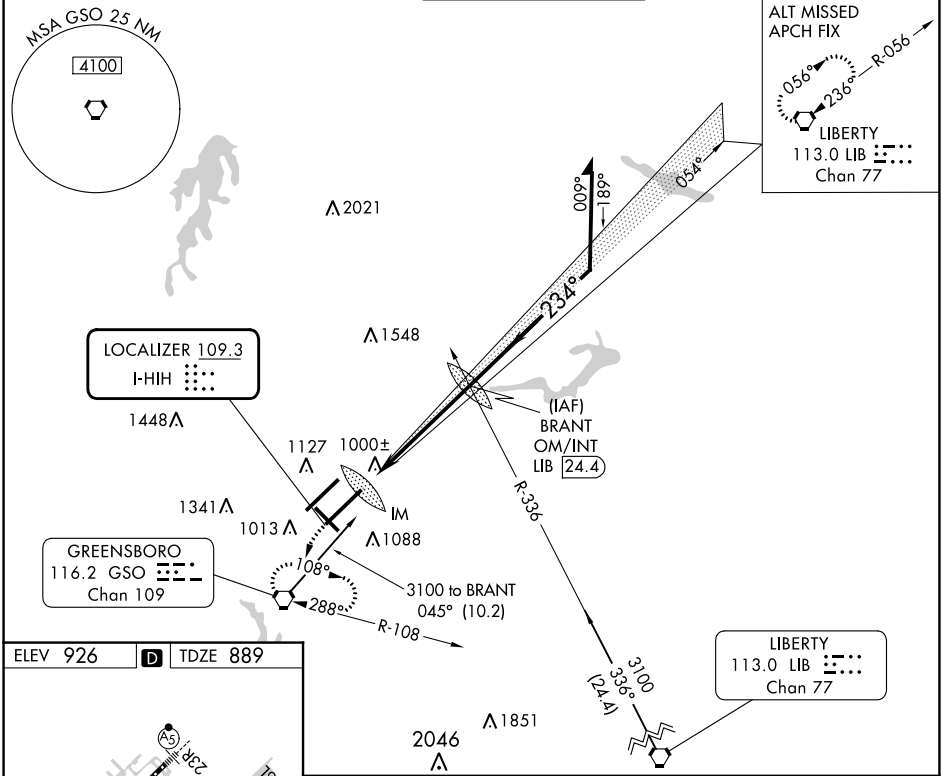 MSA GSO 25 NM
4100
ALT MISSED
APCH FIX
056°
236°
R-056
LIBERTY
113.0 LIB
Chan 77
2021
009°
189°
054°
234°
1548
LOCALIZER 109.3
I-HIH
(IAF)
BRANT
OM/INT
LIB 24.4
1448
1127
1000±
R-336
1341
1013
IM
1088
GREENSBORO
116.2 GSO
Chan 109
108°
288°
3100 to BRANT
045° (10.2)
R-108
3100
336°
(24.4)
LIBERTY
113.0 LIB
Chan 77
ELEV 926
D
TDZE 889
1851
2046
A5
23R